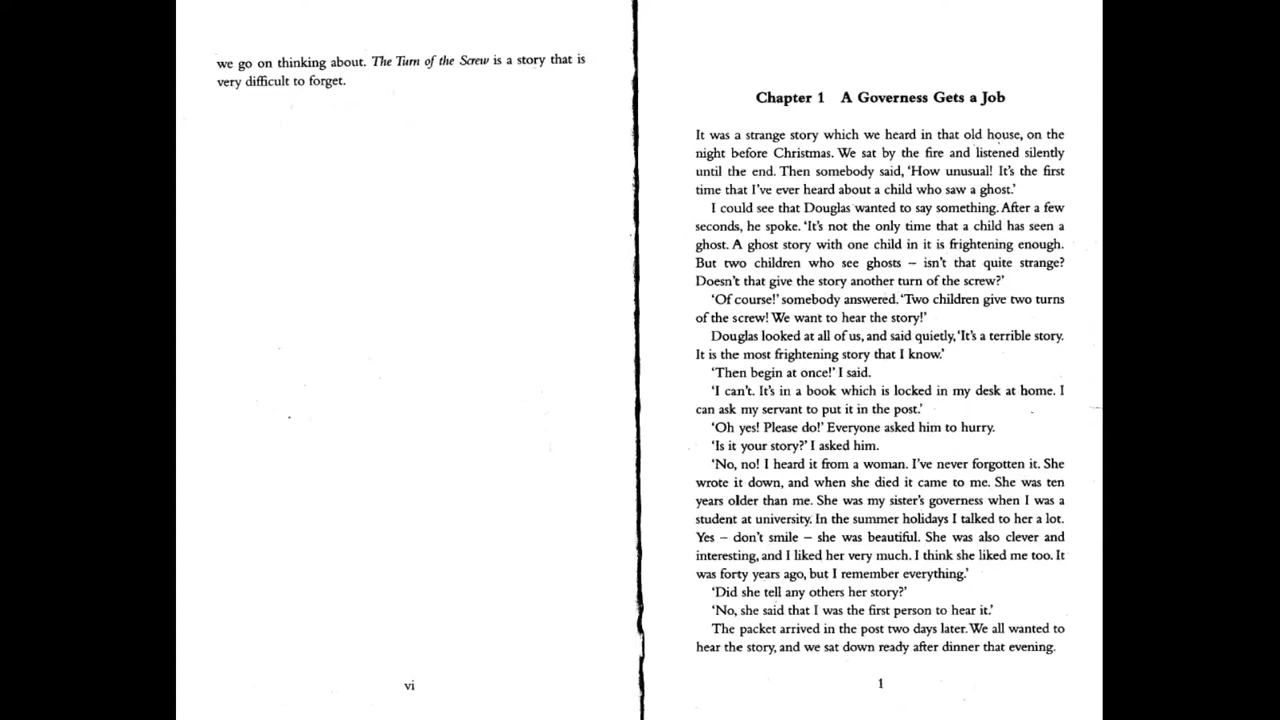 we go on thinking about. The Turn of the Screw is a story that is
very difficult to forget.
vi
Chapter 1 A Governess Gets a Job
It was a strange story which we heard in that old house, on the
night before Christmas. We sat by the fire and listened silently
until the end. Then somebody said, ‘How unusual! It's the first
time that I've ever heard about a child who saw a ghost.’
I could see that Douglas wanted to say something. After a few
seconds, he spoke. ‘It's not the only time that a child has seen a
ghost. A ghost story with one child in it is frightening enough.
But two children who see ghosts – isn't that quite strange?
Doesn't that give the story another turn of the screw?’
‘Of course!’ somebody answered. ‘Two children give two turns
of the screw! We want to hear the story!’
Douglas looked at all of us, and said quietly, ‘It's a terrible story.
It is the most frightening story that I know.’
‘Then begin at once!’ I said.
‘I can't. It's in a book which is locked in my desk at home. I
can ask my servant to put it in the post.’
‘Oh yes! Please do!’ Everyone asked him to hurry.
‘Is it your story?’ I asked him.
‘No, no! I heard it from a woman. I've never forgotten it. She
wrote it down, and when she died it came to me. She was ten
years older than me. She was my sister's governess when I was a
student at university. In the summer holidays I talked to her a lot.
Yes – don't smile – she was beautiful. She was also clever and
interesting, and I liked her very much. I think she liked me too. It
was forty years ago, but I remember everything.’
‘Did she tell any others her story?’
‘No, she said that I was the first person to hear it.’
The packet arrived in the post two days later. We all wanted to
hear the story, and we sat down ready after dinner that evening.
1